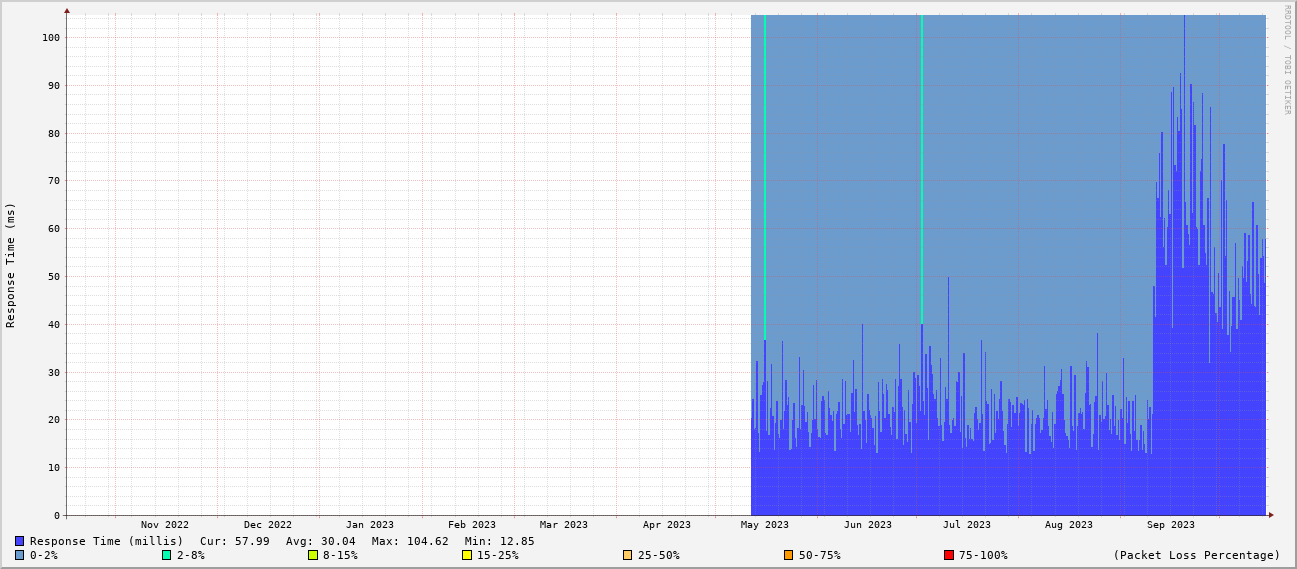 RRDTOOL / TOBI OETIKER
Response Time (ms)
100
90
80
70
60
50
40
30
20
10
0
Nov 2022 Dec 2022 Jan 2023 Feb 2023 Mar 2023 Apr 2023 May 2023 Jun 2023 Jul 2023 Aug 2023 Sep 2023
Response Time (millis) Cur: 57.99 Avg: 30.04 Max: 104.62 Min: 12.85
0-2% 2-8% 8-15% 15-25% 25-50% 50-75% 75-100% (Packet Loss Percentage)